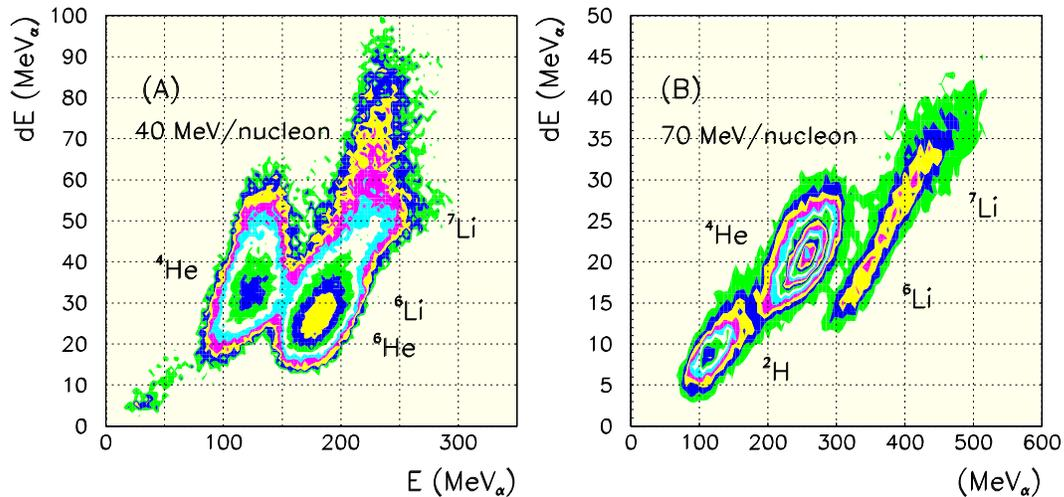 dE (MeVα)
100
90
80
70
60
50
40
30
20
10
0
(A)
40 MeV/nucleon
⁴He
⁷Li
⁶Li
⁶He
0 100 200 300
E (MeVα)
dE (MeVα)
50
45
40
35
30
25
20
15
10
5
0
(B)
70 MeV/nucleon
⁴He
⁷Li
⁶Li
²H
0 100 200 300 400 500 600
(MeVα)